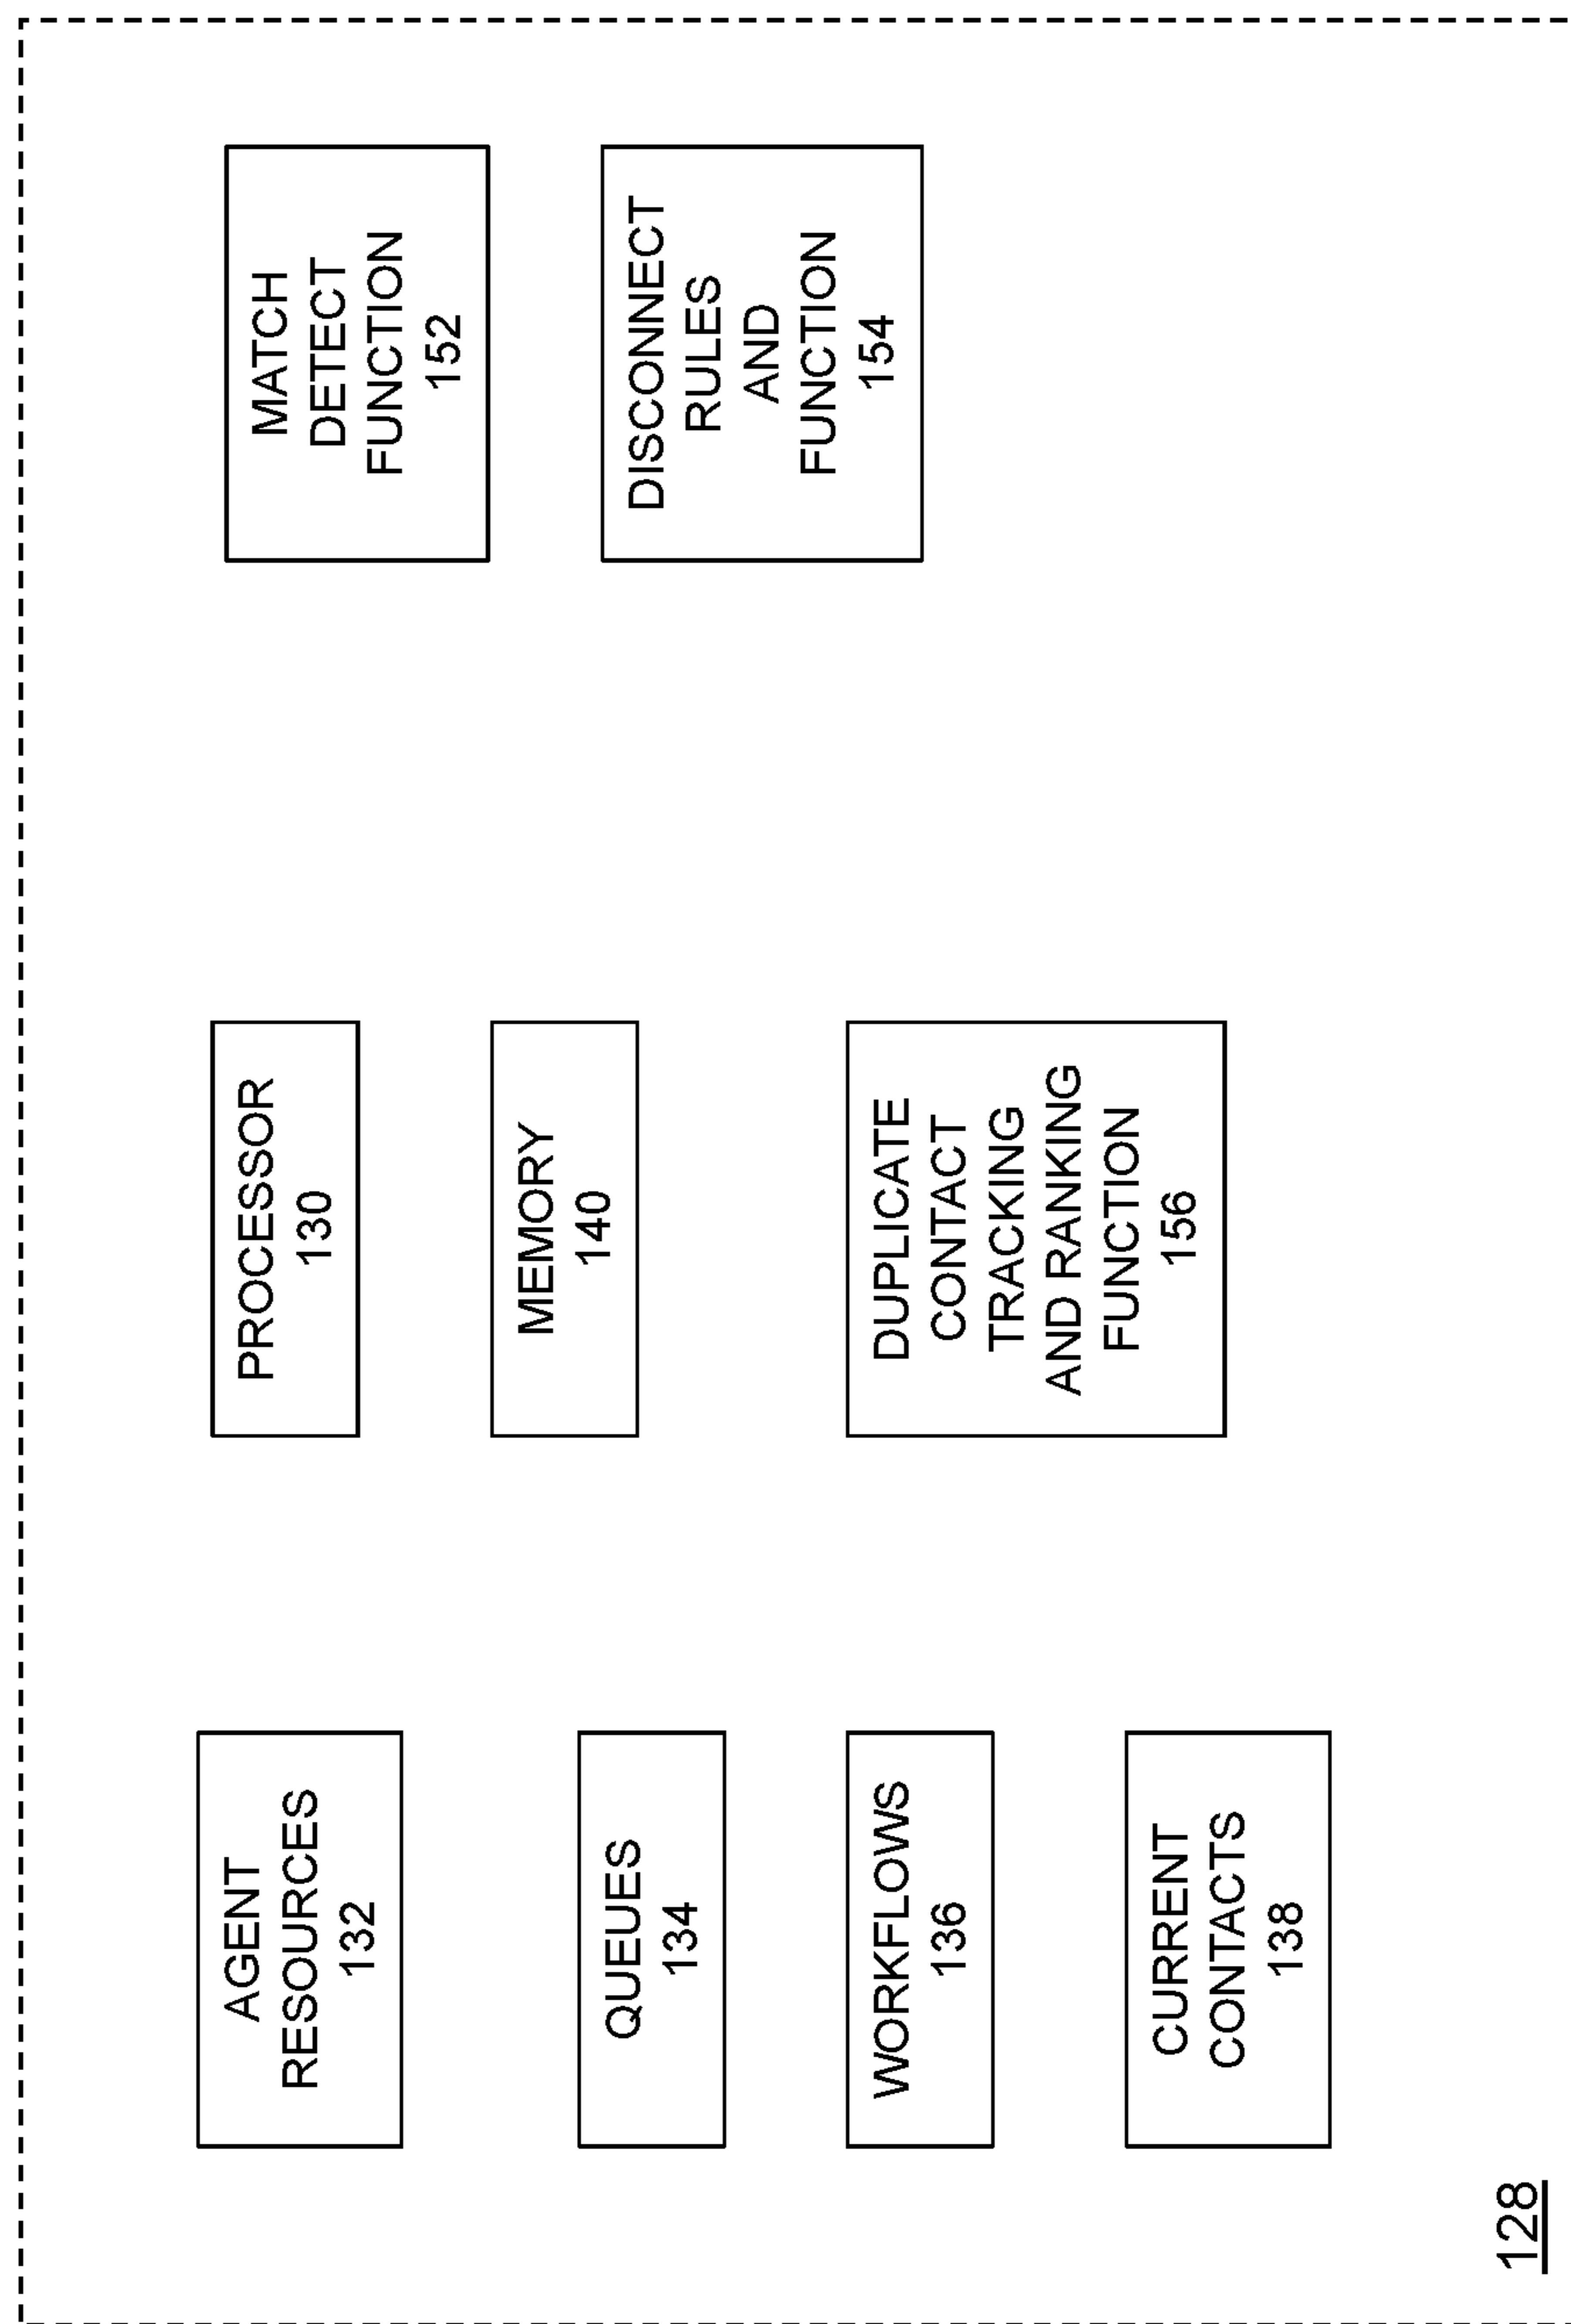 AGENT
RESOURCES
132
QUEUES
134
WORKFLOWS
136
CURRENT
CONTACTS
138
PROCESSOR
130
MEMORY
140
DUPLICATE
CONTACT
TRACKING
AND RANKING
FUNCTION
156
MATCH
DETECT
FUNCTION
152
DISCONNECT
RULES
AND
FUNCTION
154
128